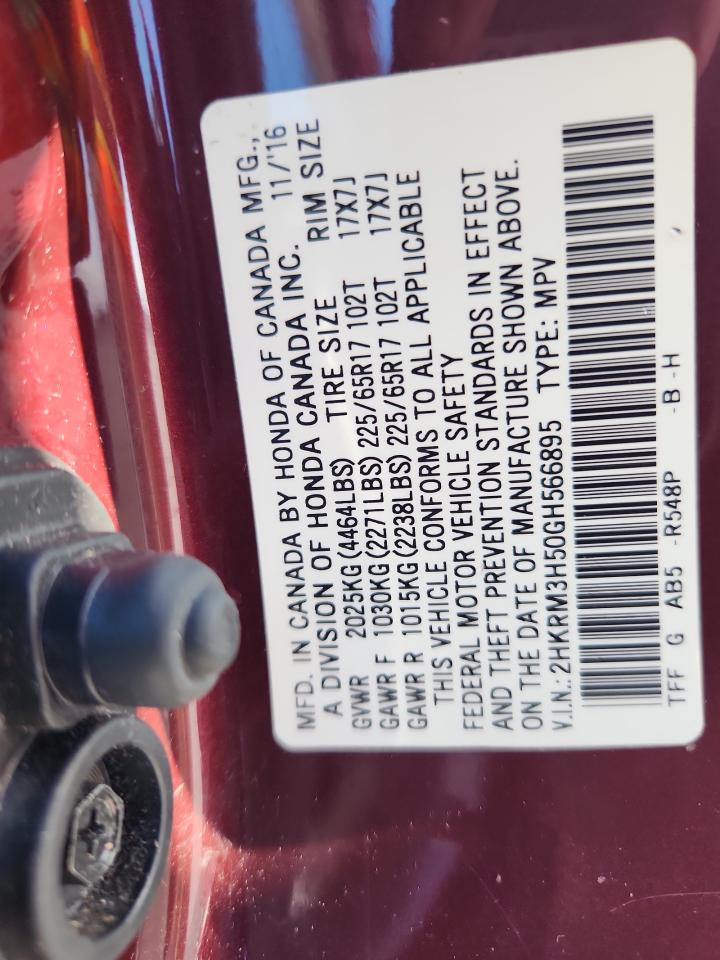 MFD. IN CANADA BY HONDA OF CANADA MFG.,
A DIVISION OF HONDA CANADA INC. 11/'16
GVWR 2025KG (4464LBS) TIRE SIZE RIM SIZE
GAWR F 1030KG (2271LBS) 225/65R17 102T 17X7J
GAWR R 1015KG (2238LBS) 225/65R17 102T 17X7J
THIS VEHICLE CONFORMS TO ALL APPLICABLE
FEDERAL MOTOR VEHICLE SAFETY
AND THEFT PREVENTION STANDARDS IN EFFECT
ON THE DATE OF MANUFACTURE SHOWN ABOVE.
V.I.N.: 2HKRM3H50GH566895 TYPE: MPV
TFF G AB5 -R548P -B -H